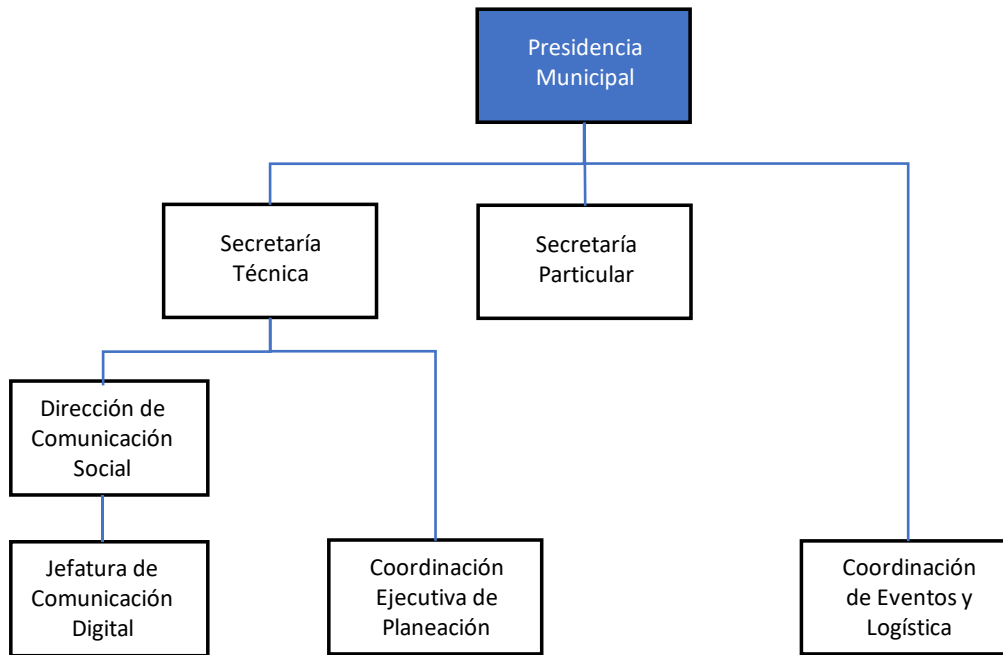 Presidencia
Municipal
Secretaría
Técnica
Secretaría
Particular
Dirección de
Comunicación
Social
Jefatura de
Comunicación
Digital
Coordinación
Ejecutiva de
Planeación
Coordinación
de Eventos y
Logística